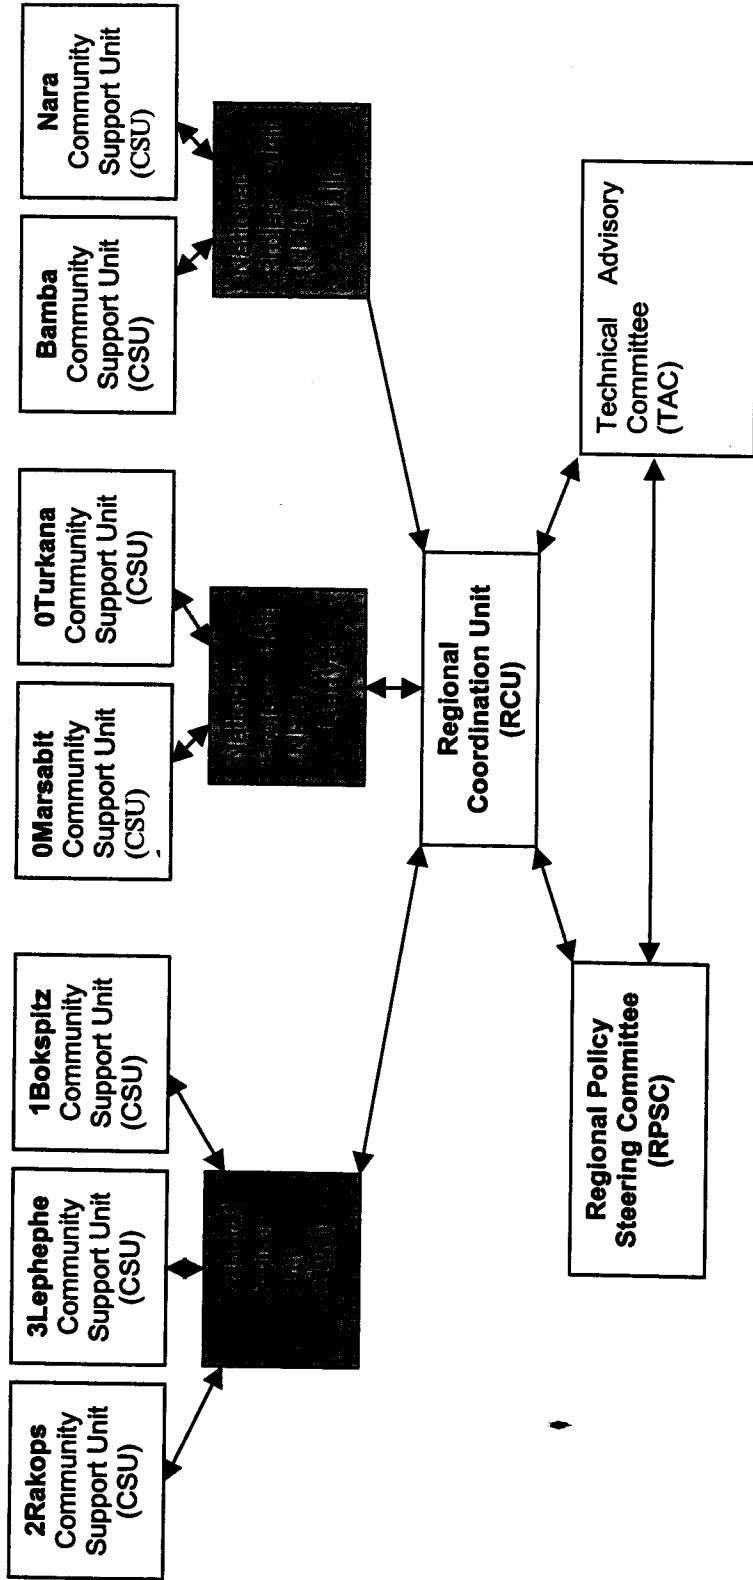 2Rakops
Community
Support Unit
(CSU)
3Lephephe
Community
Support Unit
(CSU)
1Bokspitz
Community
Support Unit
(CSU)
0Marsabit
Community
Support Unit
(CSU)
0Turkana
Community
Support Unit
(CSU)
Bamba
Community
Support Unit
(CSU)
Nara
Community
Support Unit
(CSU)
Regional
Coordination Unit
(RCU)
Regional Policy
Steering Committee
(RPSC)
Technical Advisory
Committee
(TAC)